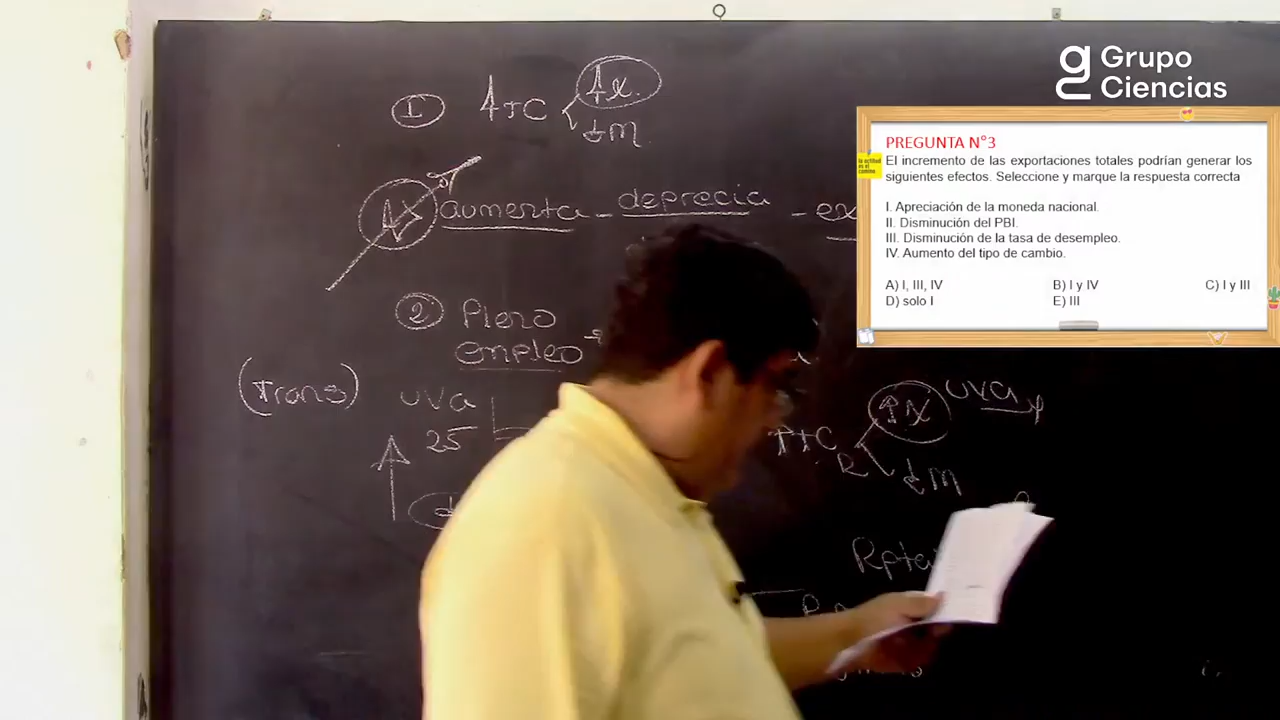 Grupo
Ciencias
PREGUNTA N°3
El incremento de las exportaciones totales podrían generar los
siguientes efectos. Seleccione y marque la respuesta correcta
I. Apreciación de la moneda nacional.
II. Disminución del PBI.
III. Disminución de la tasa de desempleo.
IV. Aumento del tipo de cambio.
A) I, III, IV B) I y IV C) I y III
D) solo I E) III
1 ↑TC ↑X
↓M
aumenta - deprecia - ex
2 Pleno
empleo
(Trans) uva
25
↑X uva
↑TC
R ↓M
Rpta